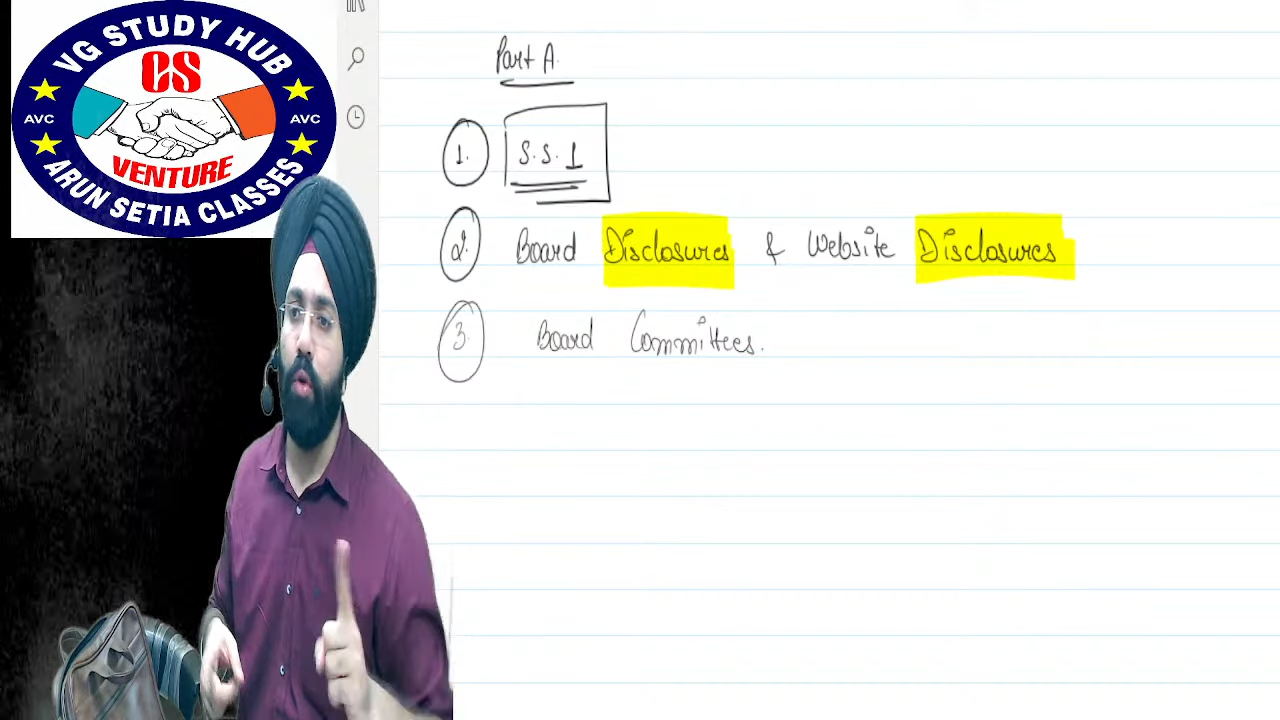 VG STUDY HUB
CS
AVC AVC
VENTURE
ARUN SETIA CLASSES
Part A.
1. S.S. 1
2. Board Disclosures & Website Disclosures
3. Board Committees.